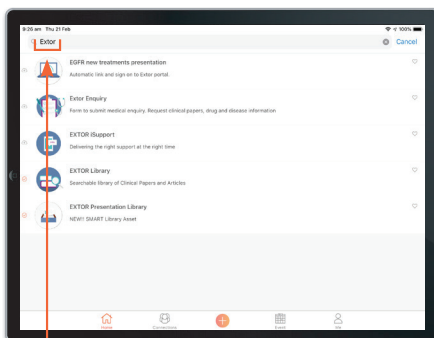 9:26 am Thu 21 Feb
100%
Extor
Cancel
EGFR new treatments presentation
Automatic link and sign on to Extor portal.
Extor Enquiry
Form to submit medical enquiry. Request clinical papers, drug and disease information
EXTOR iSupport
Delivering the right support at the right time
EXTOR Library
Searchable library of Clinical Papers and Articles
EXTOR Presentation Library
NEW!! SMART Library Asset
Home
Connections
Event
Me